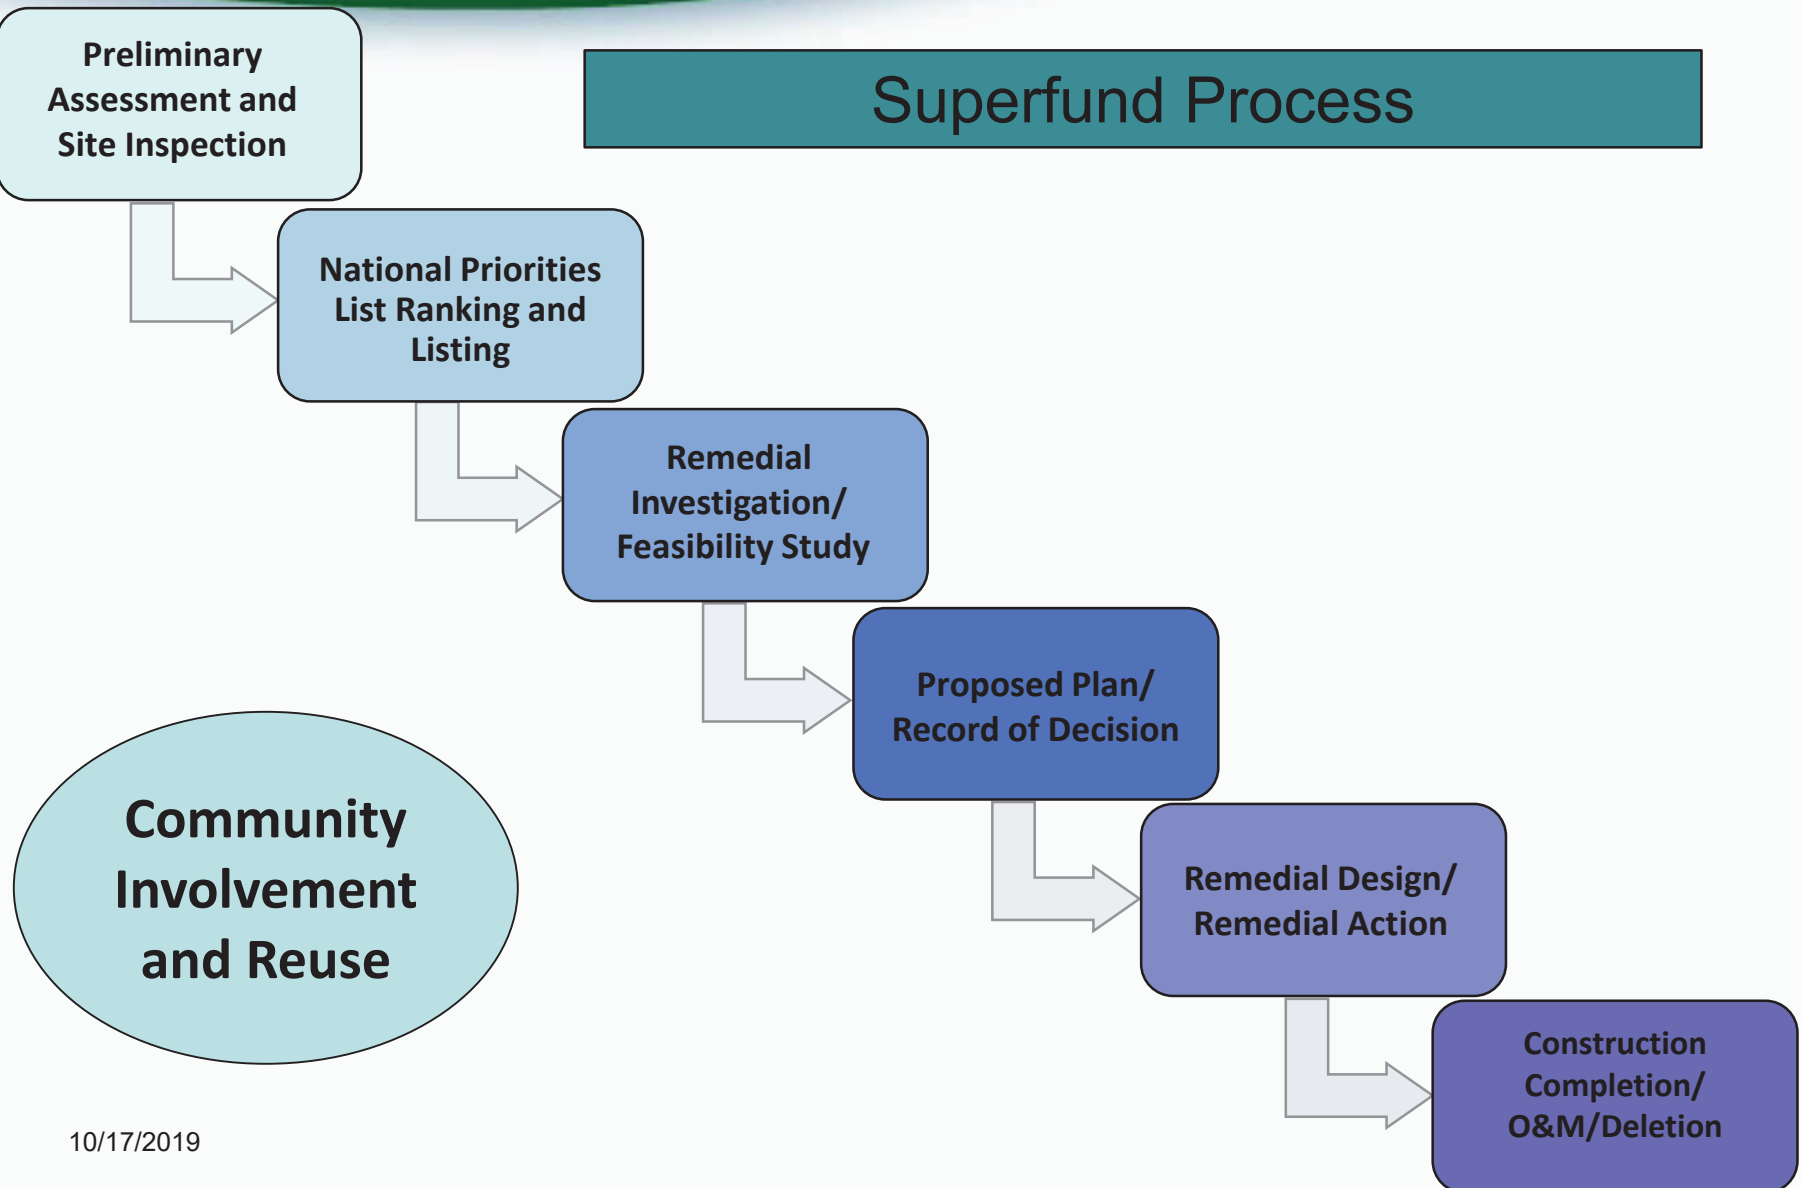 Preliminary
Assessment and
Site Inspection
Superfund Process
National Priorities
List Ranking and
Listing
Remedial
Investigation/
Feasibility Study
Proposed Plan/
Record of Decision
Community
Involvement
and Reuse
Remedial Design/
Remedial Action
Construction
Completion/
O&M/Deletion
10/17/2019